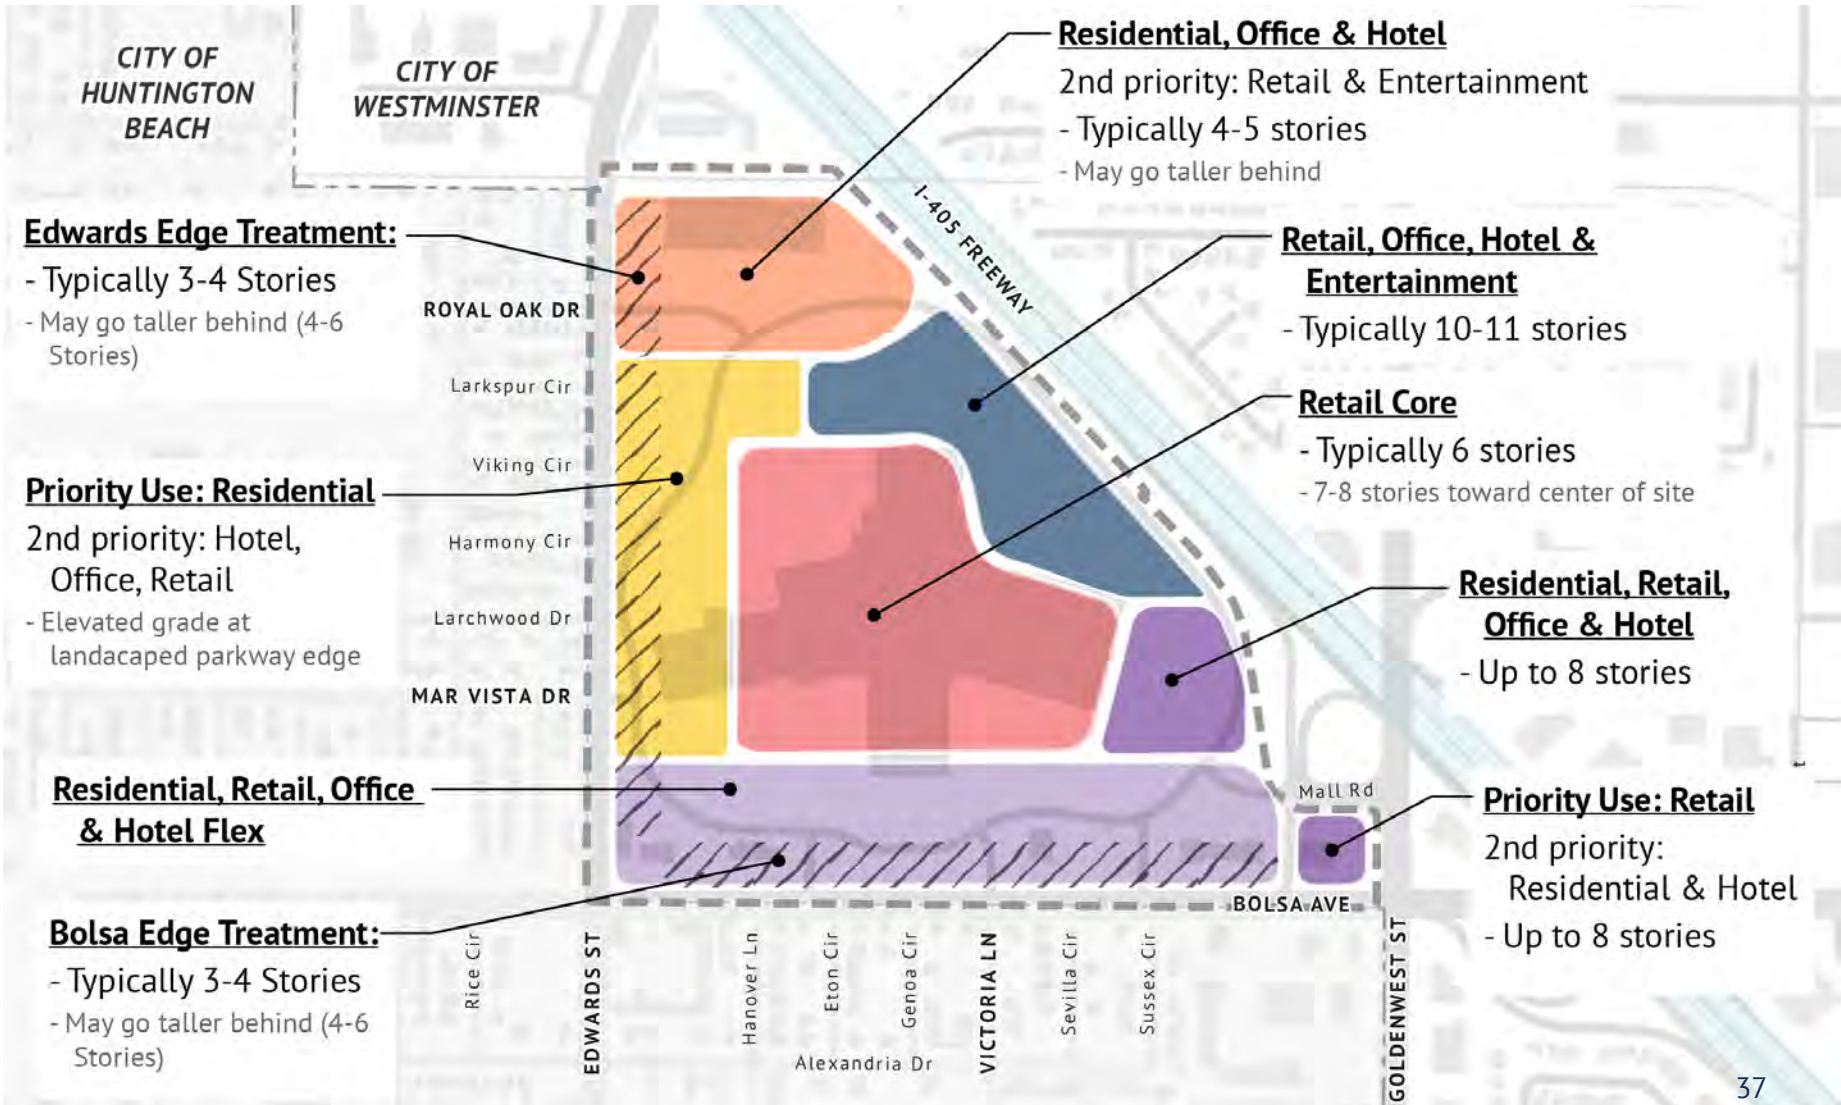 CITY OF
HUNTINGTON
BEACH
CITY OF
WESTMINSTER
Residential, Office & Hotel
2nd priority: Retail & Entertainment
- Typically 4-5 stories
- May go taller behind
I-405 FREEWAY
Edwards Edge Treatment:
- Typically 3-4 Stories
- May go taller behind (4-6
Stories)
Retail, Office, Hotel &
Entertainment
- Typically 10-11 stories
ROYAL OAK DR
Larkspur Cir
Viking Cir
Harmony Cir
Larchwood Dr
MAR VISTA DR
Retail Core
- Typically 6 stories
- 7-8 stories toward center of site
Priority Use: Residential
2nd priority: Hotel,
Office, Retail
- Elevated grade at
landacaped parkway edge
Residential, Retail,
Office & Hotel
- Up to 8 stories
Residential, Retail, Office
& Hotel Flex
Mall Rd
Priority Use: Retail
2nd priority:
Residential & Hotel
- Up to 8 stories
BOLSA AVE
Bolsa Edge Treatment:
- Typically 3-4 Stories
- May go taller behind (4-6
Stories)
Rice Cir
EDWARDS ST
Hanover Ln
Eton Cir
Genoa Cir
VICTORIA LN
Sevilla Cir
Sussex Cir
GOLDENWEST ST
Alexandria Dr
37